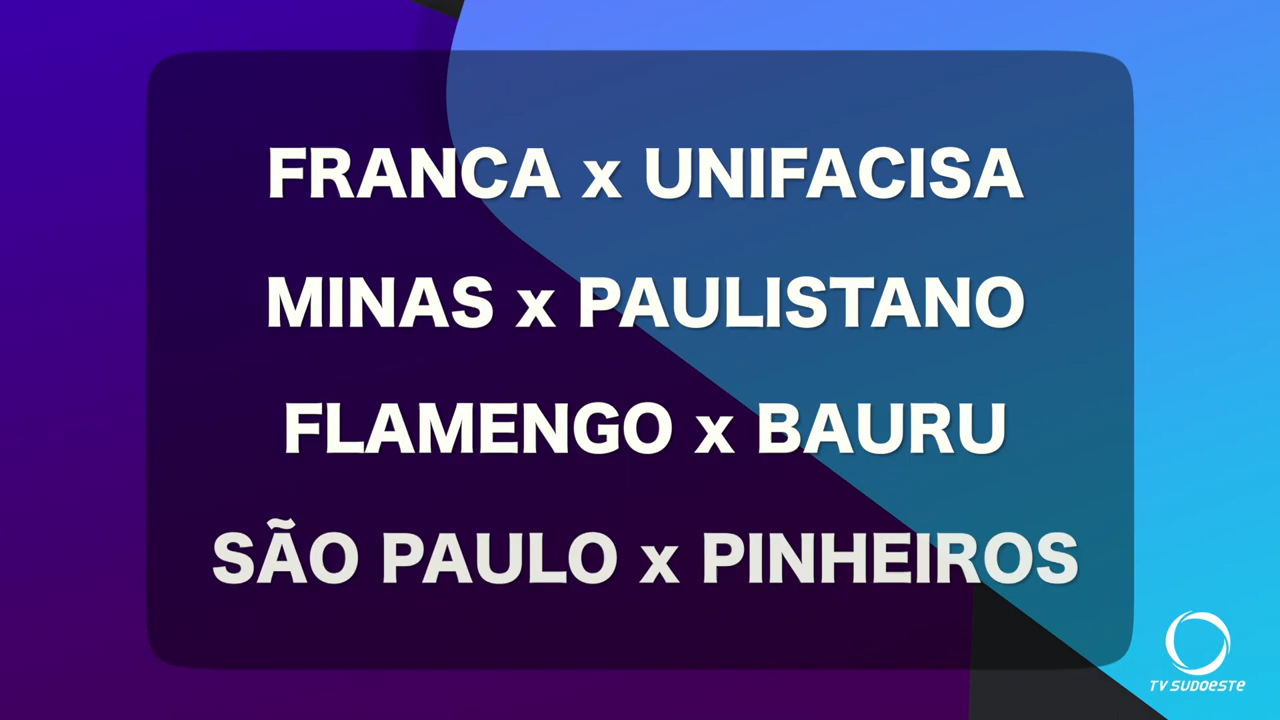 FRANCA x UNIFACISA
MINAS x PAULISTANO
FLAMENGO x BAURU
SÃO PAULO x PINHEIROS
TV SUDOESTE